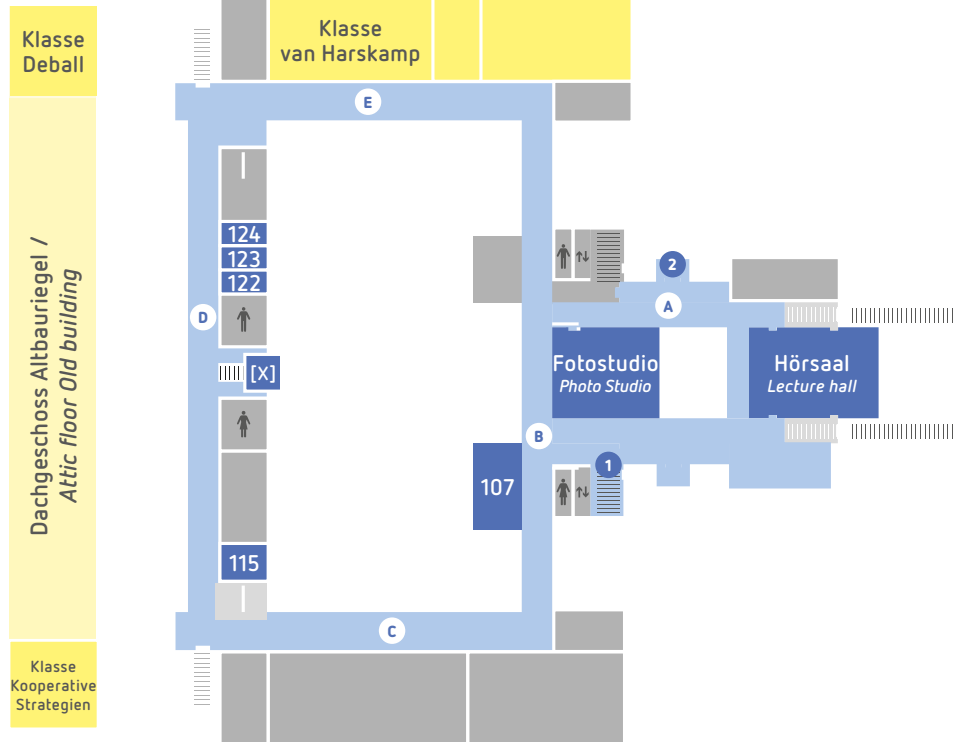 Klasse
Deball
Dachgeschoss Altbauriegel /
Attic floor Old building
Klasse
Kooperative
Strategien
Klasse
van Harskamp
E
124
123
122
D
[X]
115
C
2
A
Fotostudio
Photo Studio
Hörsaal
Lecture hall
B
1
107